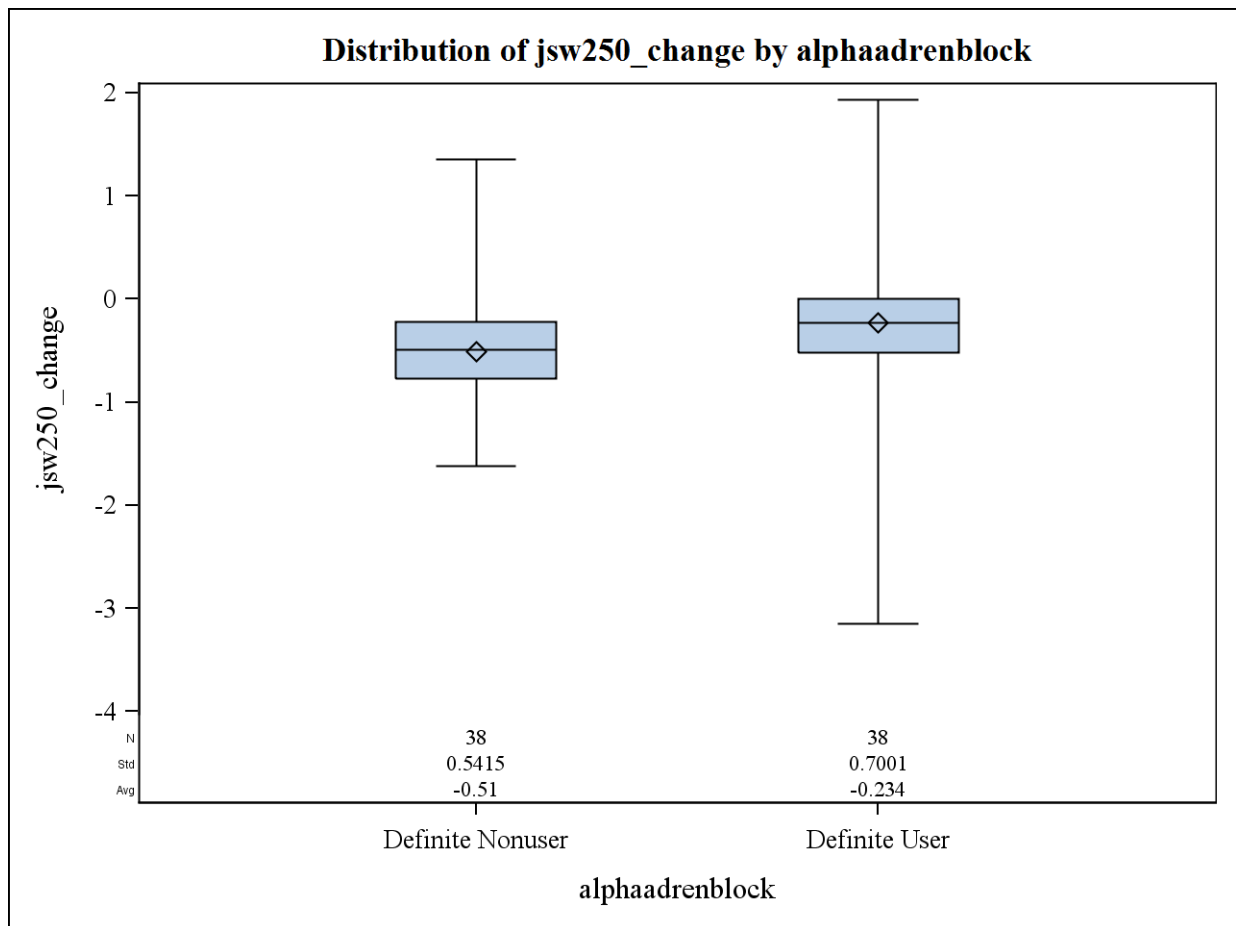 Distribution of jsw250_change by alphaadrenblock
jsw250_change
2
1
0
-1
-2
-3
-4
N 38 38
Std 0.5415 0.7001
Avg -0.51 -0.234
Definite Nonuser Definite User
alphaadrenblock